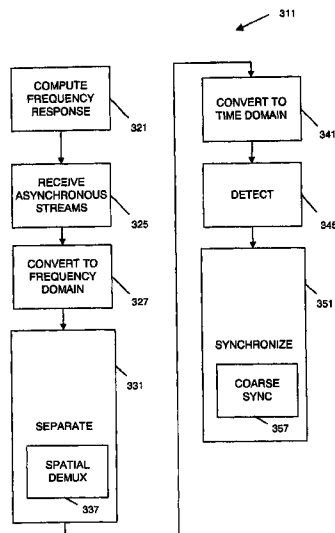 311
COMPUTE
FREQUENCY
RESPONSE
321
RECEIVE
ASYNCHRONOUS
STREAMS
325
CONVERT TO
FREQUENCY
DOMAIN
327
331
SEPARATE
SPATIAL
DEMUX
337
CONVERT TO
TIME DOMAIN
341
DETECT
345
351
SYNCHRONIZE
COARSE
SYNC
357